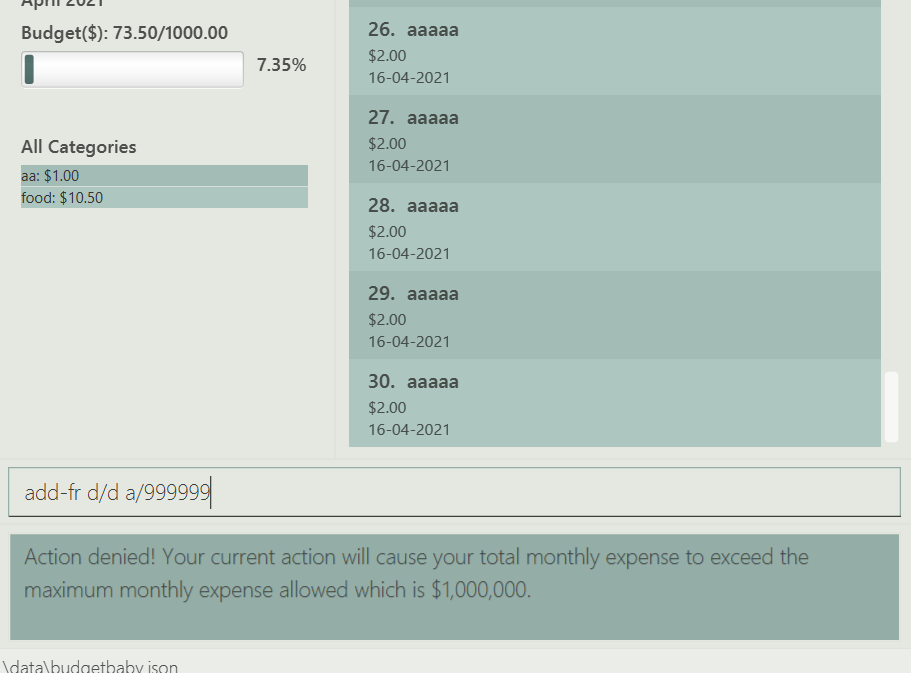 April 2021
Budget($): 73.50/1000.00
7.35%
All Categories
aa: $1.00
food: $10.50
26. aaaaa
$2.00
16-04-2021
27. aaaaa
$2.00
16-04-2021
28. aaaaa
$2.00
16-04-2021
29. aaaaa
$2.00
16-04-2021
30. aaaaa
$2.00
16-04-2021
add-fr d/d a/999999
Action denied! Your current action will cause your total monthly expense to exceed the
maximum monthly expense allowed which is $1,000,000.
\data\budgetbaby.json